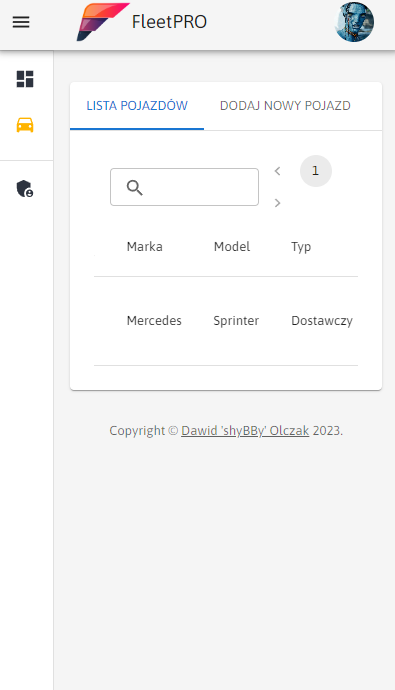 FleetPRO
LISTA POJAZDÓW DODAJ NOWY POJAZD
1
Marka Model Typ
Mercedes Sprinter Dostawczy
Copyright © Dawid 'shyBBy' Olczak 2023.